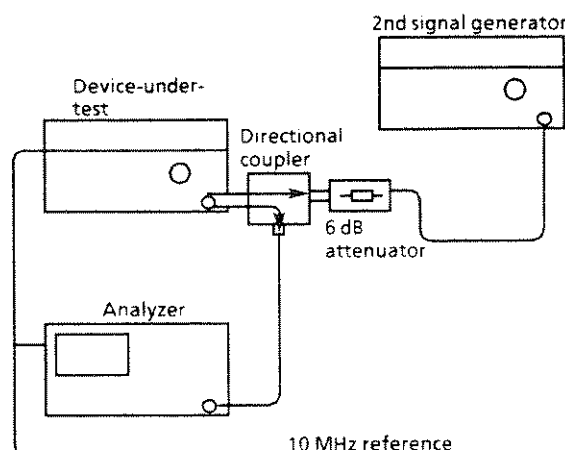 2nd signal generator
Device-under-
test
Directional
coupler
6 dB
attenuator
Analyzer
10 MHz reference